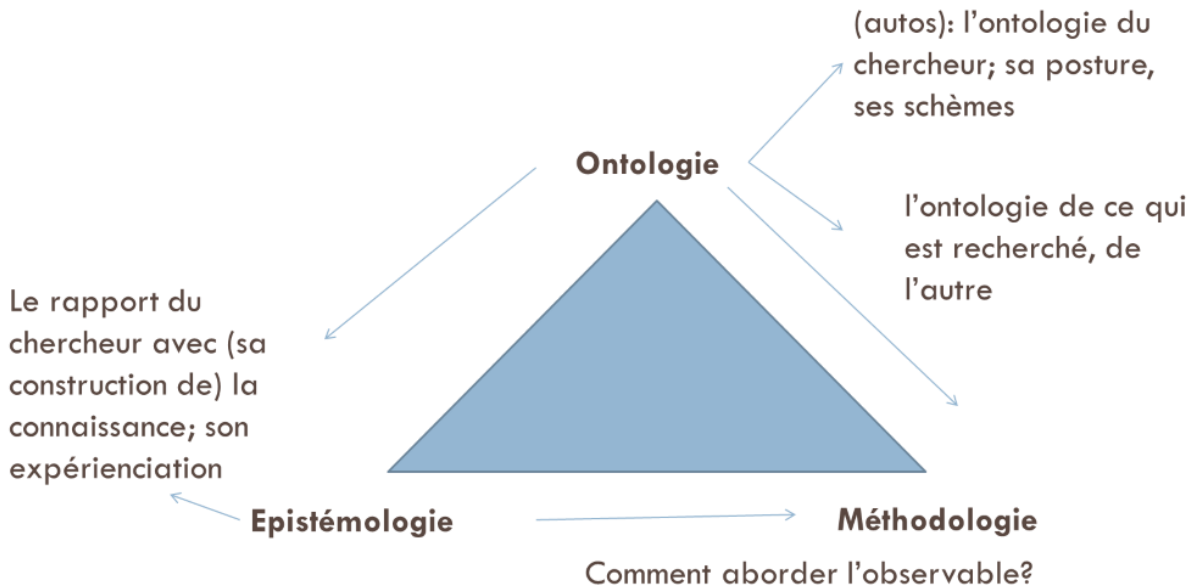 (autos): l'ontologie du
chercheur; sa posture,
ses schèmes
Ontologie
l'ontologie de ce qui
est recherché, de
l'autre
Le rapport du
chercheur avec (sa
construction de) la
connaissance; son
expérienciation
Epistémologie
Méthodologie
Comment aborder l'observable?